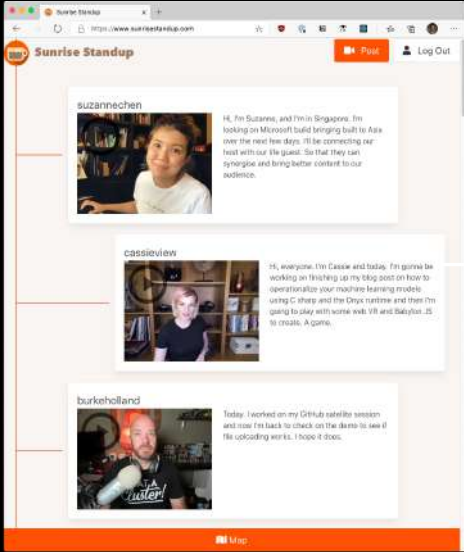 Sunrise Standup
https://www.sunrisestandup.com
Sunrise Standup
Post
Log Out
suzannechen
Hi, I'm Suzanne, and I'm in Singapore. I'm
looking on Microsoft build bringing built to Asia
over the next few days. I'll be connecting our
host with our life guest. So that they can
synergise and bring better content to our
audience.
cassieview
Hi, everyone. I'm Cassie and today. I'm gonna be
working on finishing up my blog post on how to
operationalize your machine learning models
using C sharp and the Onyx runtime and then I'm
going to play with some web VR and Babylon JS
to create. A game.
burkeholland
Today. I worked on my GitHub satellite session
and now I'm back to check on the demo to see if
file uploading works. I hope it does.
Map